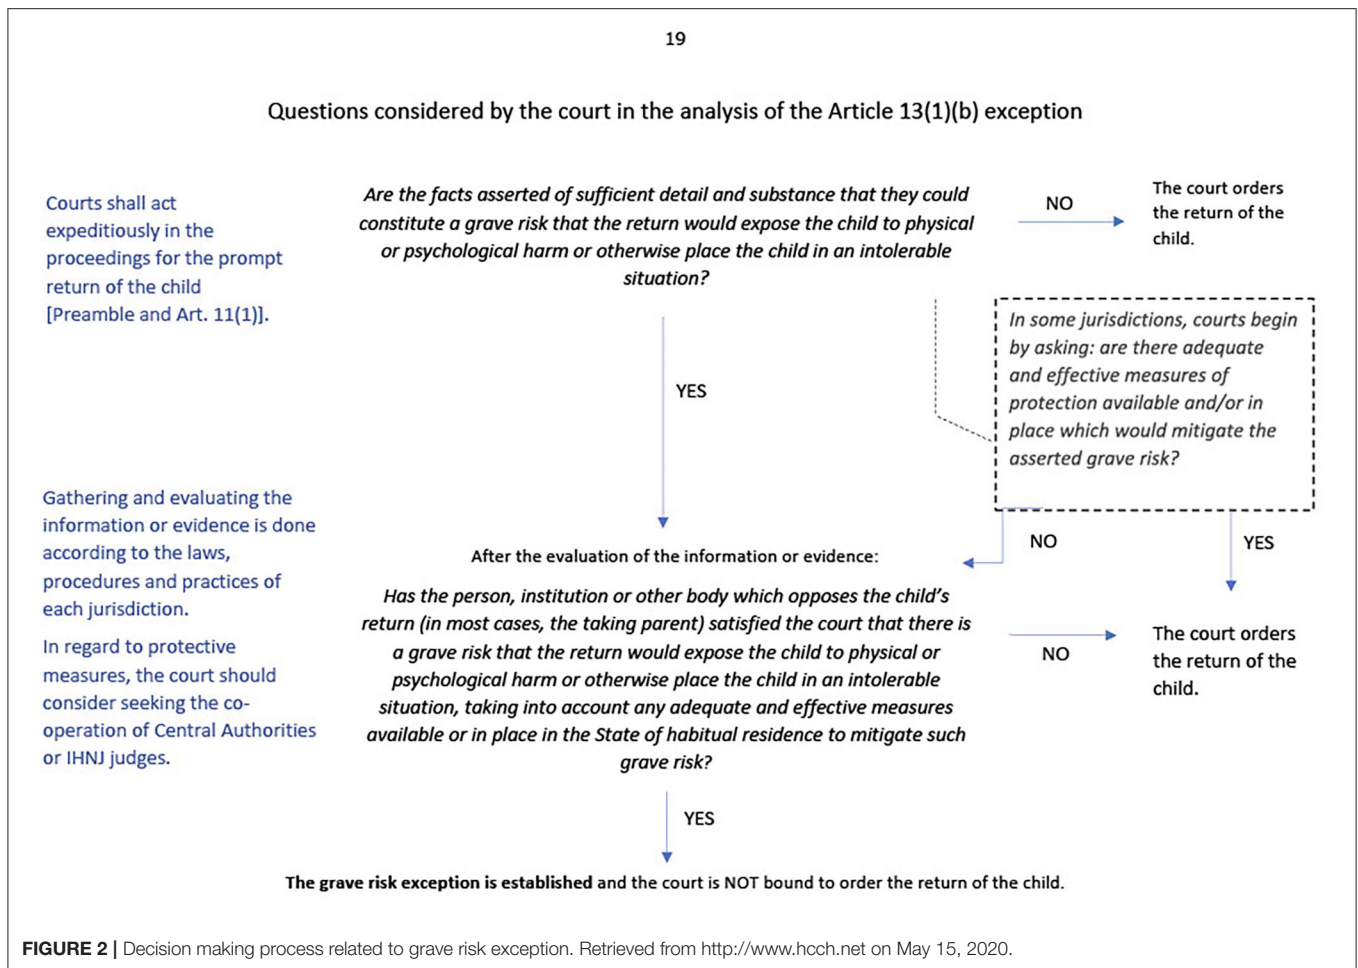 19
Questions considered by the court in the analysis of the Article 13(1)(b) exception
Courts shall act
expeditiously in the
proceedings for the prompt
return of the child
[Preamble and Art. 11(1)].
Are the facts asserted of sufficient detail and substance that they could
constitute a grave risk that the return would expose the child to physical
or psychological harm or otherwise place the child in an intolerable
situation?
NO
The court orders
the return of the
child.
In some jurisdictions, courts begin
by asking: are there adequate
and effective measures of
protection available and/or in
place which would mitigate the
asserted grave risk?
YES
Gathering and evaluating the
information or evidence is done
according to the laws,
procedures and practices of
each jurisdiction.
In regard to protective
measures, the court should
consider seeking the co-
operation of Central Authorities
or IHNJ judges.
NO
YES
After the evaluation of the information or evidence:
Has the person, institution or other body which opposes the child's
return (in most cases, the taking parent) satisfied the court that there is
a grave risk that the return would expose the child to physical or
psychological harm or otherwise place the child in an intolerable
situation, taking into account any adequate and effective measures
available or in place in the State of habitual residence to mitigate such
grave risk?
NO
The court orders
the return of the
child.
YES
The grave risk exception is established and the court is NOT bound to order the return of the child.
FIGURE 2 | Decision making process related to grave risk exception. Retrieved from http://www.hcch.net on May 15, 2020.